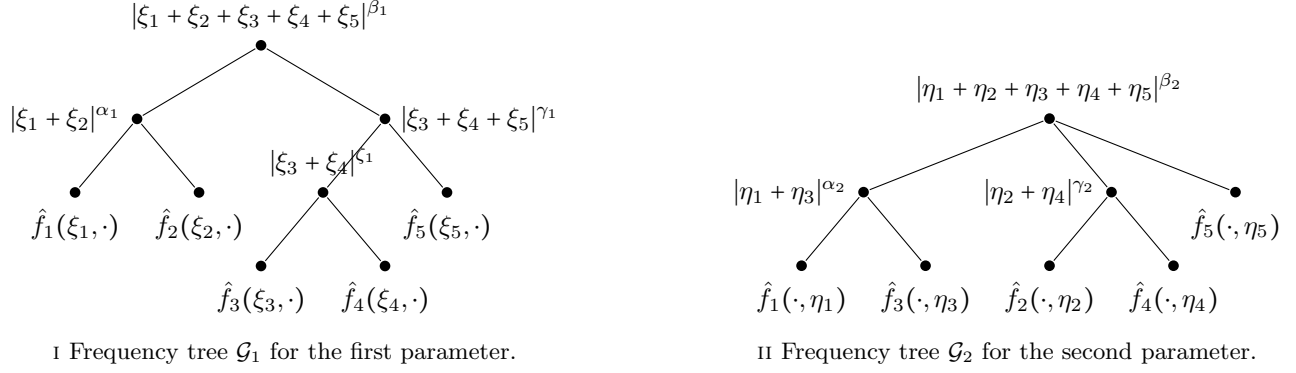 |ξ₁ + ξ₂ + ξ₃ + ξ₄ + ξ₅|^β₁
|ξ₁ + ξ₂|^α₁
|ξ₃ + ξ₄ + ξ₅|^γ₁
|ξ₃ + ξ₄|^ζ₁
f̂₁(ξ₁, ·)
f̂₂(ξ₂, ·)
f̂₅(ξ₅, ·)
f̂₃(ξ₃, ·)
f̂₄(ξ₄, ·)
I Frequency tree 𝒢₁ for the first parameter.
|η₁ + η₂ + η₃ + η₄ + η₅|^β₂
|η₁ + η₃|^α₂
|η₂ + η₄|^γ₂
f̂₅(·, η₅)
f̂₁(·, η₁)
f̂₃(·, η₃)
f̂₂(·, η₂)
f̂₄(·, η₄)
II Frequency tree 𝒢₂ for the second parameter.